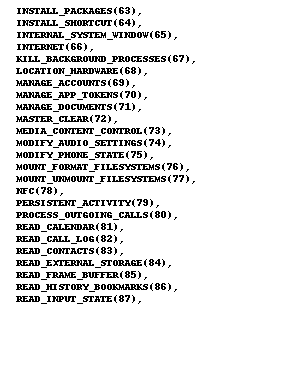 INSTALL_PACKAGES(63),
INSTALL_SHORTCUT(64),
INTERNAL_SYSTEM_WINDOW(65),
INTERNET(66),
KILL_BACKGROUND_PROCESSES(67),
LOCATION_HARDWARE(68),
MANAGE_ACCOUNTS(69),
MANAGE_APP_TOKENS(70),
MANAGE_DOCUMENTS(71),
MASTER_CLEAR(72),
MEDIA_CONTENT_CONTROL(73),
MODIFY_AUDIO_SETTINGS(74),
MODIFY_PHONE_STATE(75),
MOUNT_FORMAT_FILESYSTEMS(76),
MOUNT_UNMOUNT_FILESYSTEMS(77),
NFC(78),
PERSISTENT_ACTIVITY(79),
PROCESS_OUTGOING_CALLS(80),
READ_CALENDAR(81),
READ_CALL_LOG(82),
READ_CONTACTS(83),
READ_EXTERNAL_STORAGE(84),
READ_FRAME_BUFFER(85),
READ_HISTORY_BOOKMARKS(86),
READ_INPUT_STATE(87),